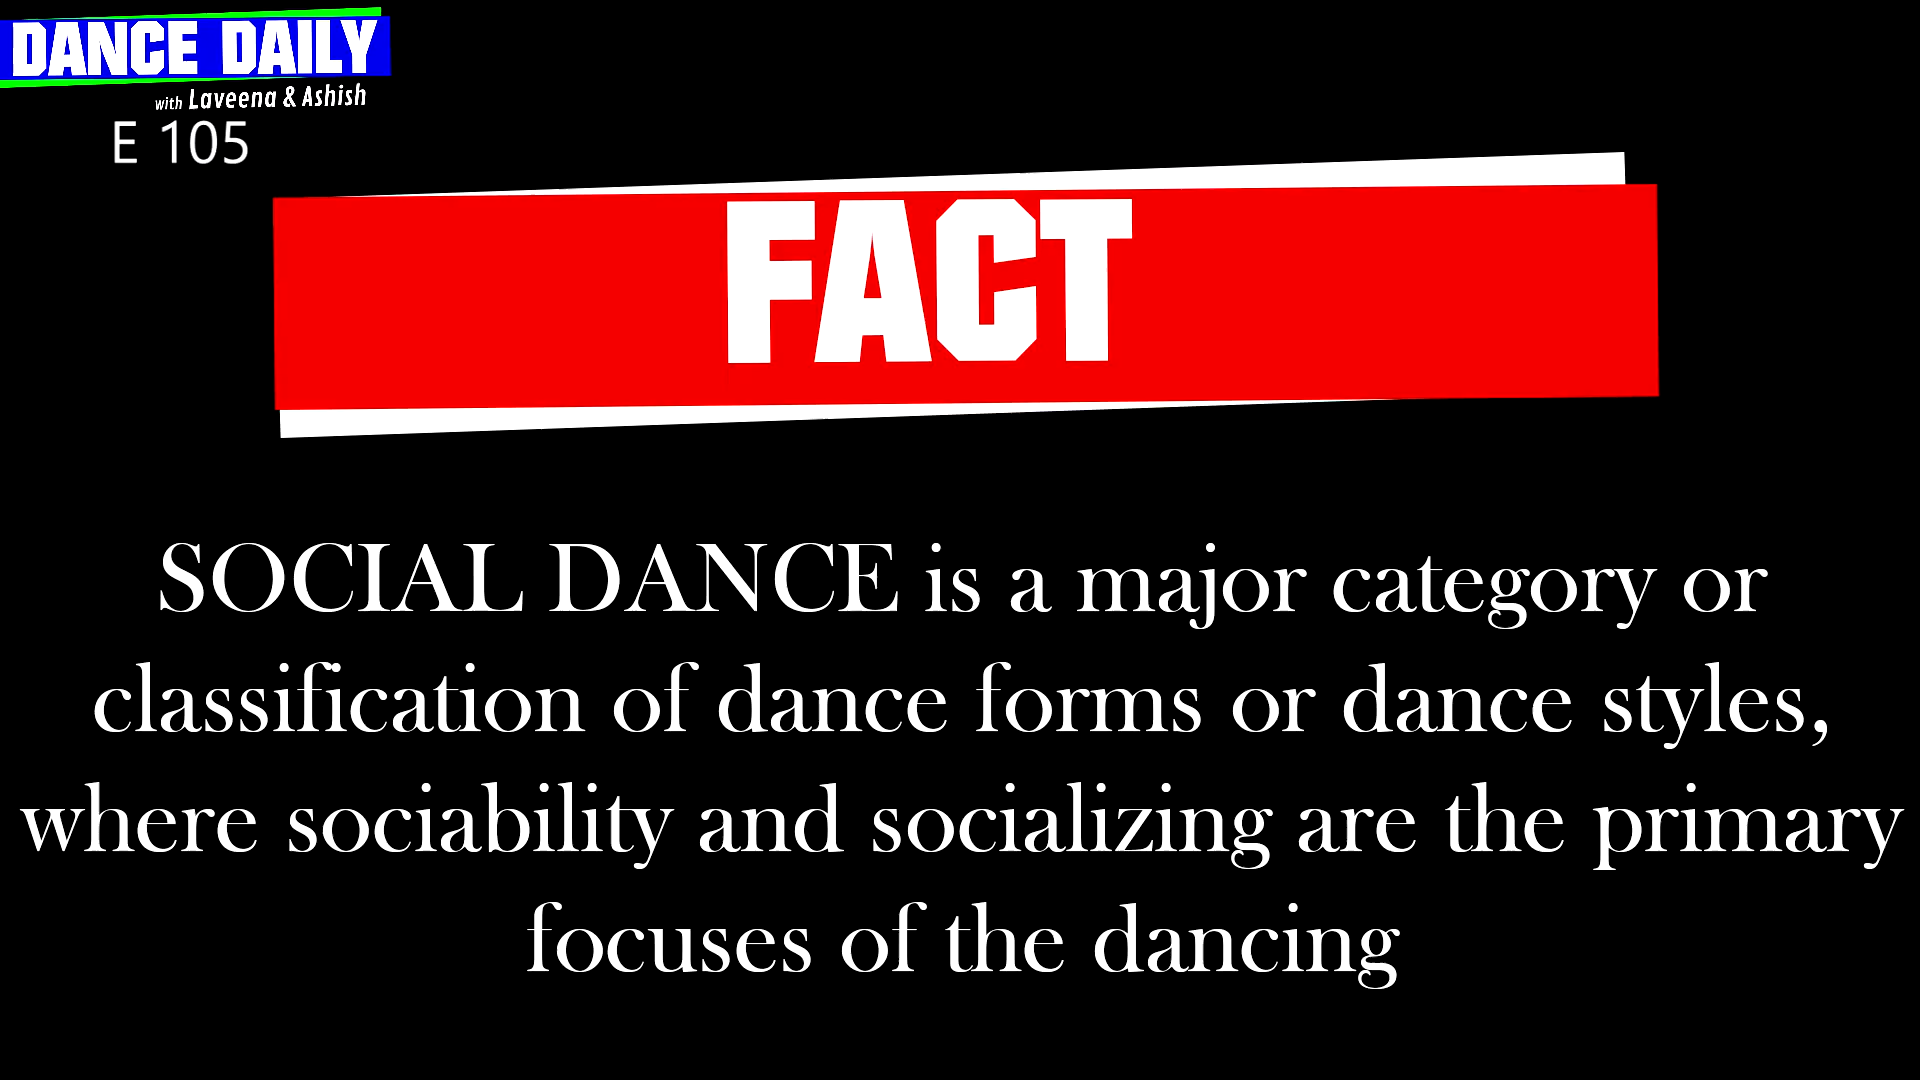 DANCE DAILY
with Laveena & Ashish
E 105
FACT
SOCIAL DANCE is a major category or
classification of dance forms or dance styles,
where sociability and socializing are the primary
focuses of the dancing